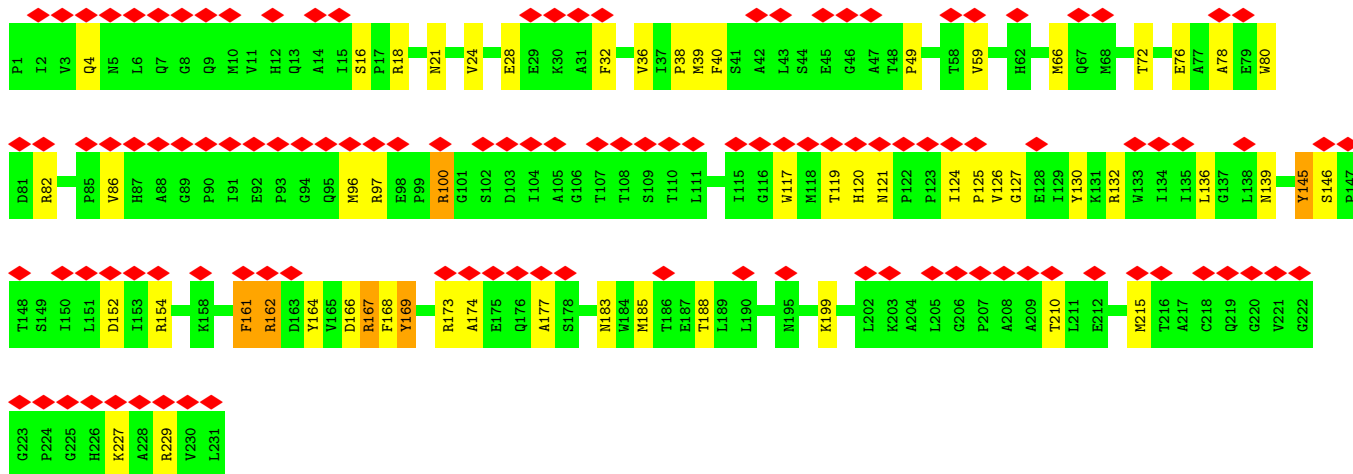 P1 I2 V3 Q4 N5 L6 Q7 G8 Q9 M10 V11 H12 Q13 A14 I15 S16 P17 R18 N21 V24 E28 E29 K30 A31 F32 V36 I37 P38 M39 F40 S41 A42 L43 S44 E45 G46 A47 T48 P49 T58 V59 H62 M66 Q67 M68 T72 E76 A77 A78 E79 W80
D81 R82 P85 V86 H87 A88 G89 P90 I91 E92 P93 G94 Q95 M96 R97 E98 P99 R100 G101 S102 D103 I104 A105 G106 T107 T108 S109 T110 L111 I115 G116 W117 M118 T119 H120 N121 P122 P123 I124 P125 V126 G127 E128 I129 Y130 K131 R132 W133 I134 I135 L136 G137 L138 N139 Y145 S146 P147
T148 S149 I150 L151 D152 I153 R154 K158 F161 R162 D163 Y164 V165 D166 R167 F168 Y169 R173 A174 E175 Q176 A177 S178 N183 W184 M185 T186 E187 T188 L189 L190 N195 K199 L202 K203 A204 L205 G206 P207 A208 A209 T210 L211 E212 M215 T216 A217 C218 Q219 G220 V221 G222
G223 P224 G225 H226 K227 A228 R229 V230 L231